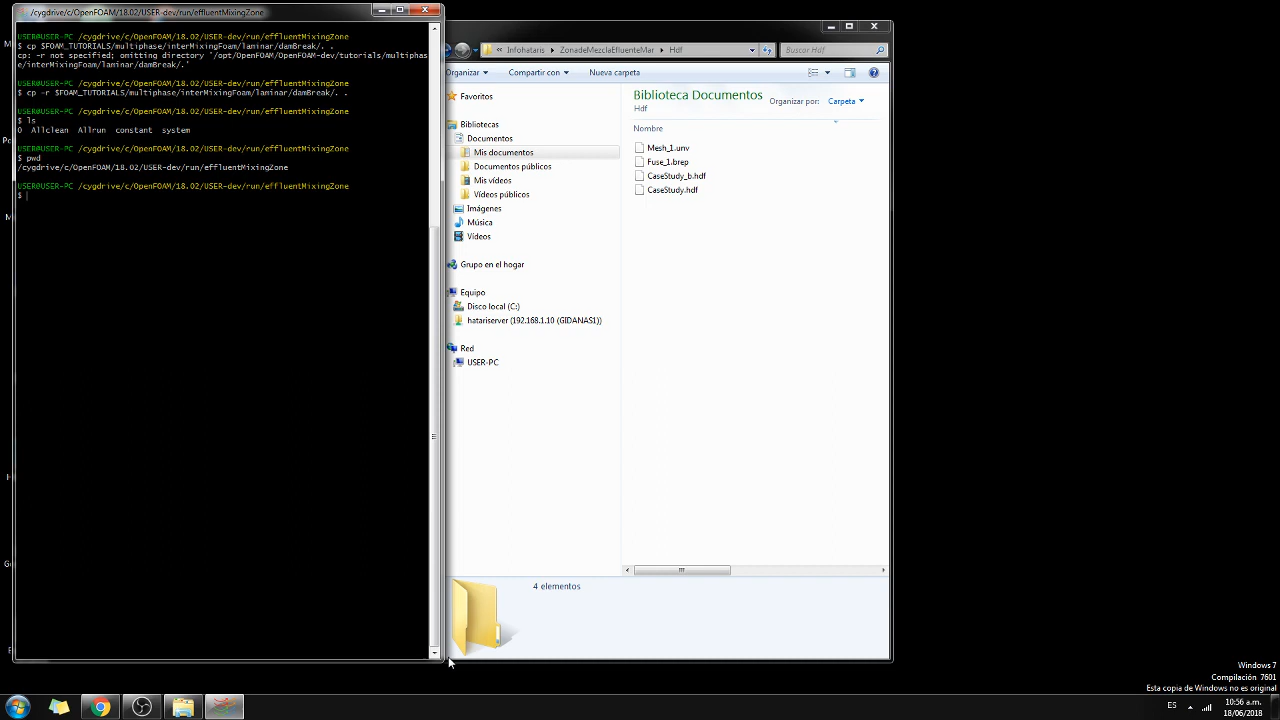 /cygdrive/c/OpenFOAM/18.02/USER-dev/run/effluentMixingZone
USER@USER-PC /cygdrive/c/OpenFOAM/18.02/USER-dev/run/effluentMixingZone
$ cp $FOAM_TUTORIALS/multiphase/interMixingFoam/laminar/damBreak/. .
cp: -r not specified; omitting directory '/opt/OpenFOAM/OpenFOAM-dev/tutorials/multiphas
e/interMixingFoam/laminar/damBreak/.'
USER@USER-PC /cygdrive/c/OpenFOAM/18.02/USER-dev/run/effluentMixingZone
$ cp -r $FOAM_TUTORIALS/multiphase/interMixingFoam/laminar/damBreak/. .
USER@USER-PC /cygdrive/c/OpenFOAM/18.02/USER-dev/run/effluentMixingZone
$ ls
0 Allclean Allrun constant system
USER@USER-PC /cygdrive/c/OpenFOAM/18.02/USER-dev/run/effluentMixingZone
$ pwd
/cygdrive/c/OpenFOAM/18.02/USER-dev/run/effluentMixingZone
USER@USER-PC /cygdrive/c/OpenFOAM/18.02/USER-dev/run/effluentMixingZone
$
Infohataris ZonadeMezclaEfluenteMar Hdf
Buscar Hdf
Organizar Compartir con Nueva carpeta
Favoritos
Bibliotecas
Documentos
Mis documentos
Documentos públicos
Mis vídeos
Vídeos públicos
Imágenes
Música
Vídeos
Grupo en el hogar
Equipo
Disco local (C:)
hatariserver (192.168.1.10 (GIDANAS1))
Red
USER-PC
Biblioteca Documentos
Hdf
Organizar por: Carpeta
Nombre
Mesh_1.unv
Fuse_1.brep
CaseStudy_b.hdf
CaseStudy.hdf
4 elementos
Windows 7
Compilación 7601
Esta copia de Windows no es original
ES
10:56 a.m.
18/06/2018